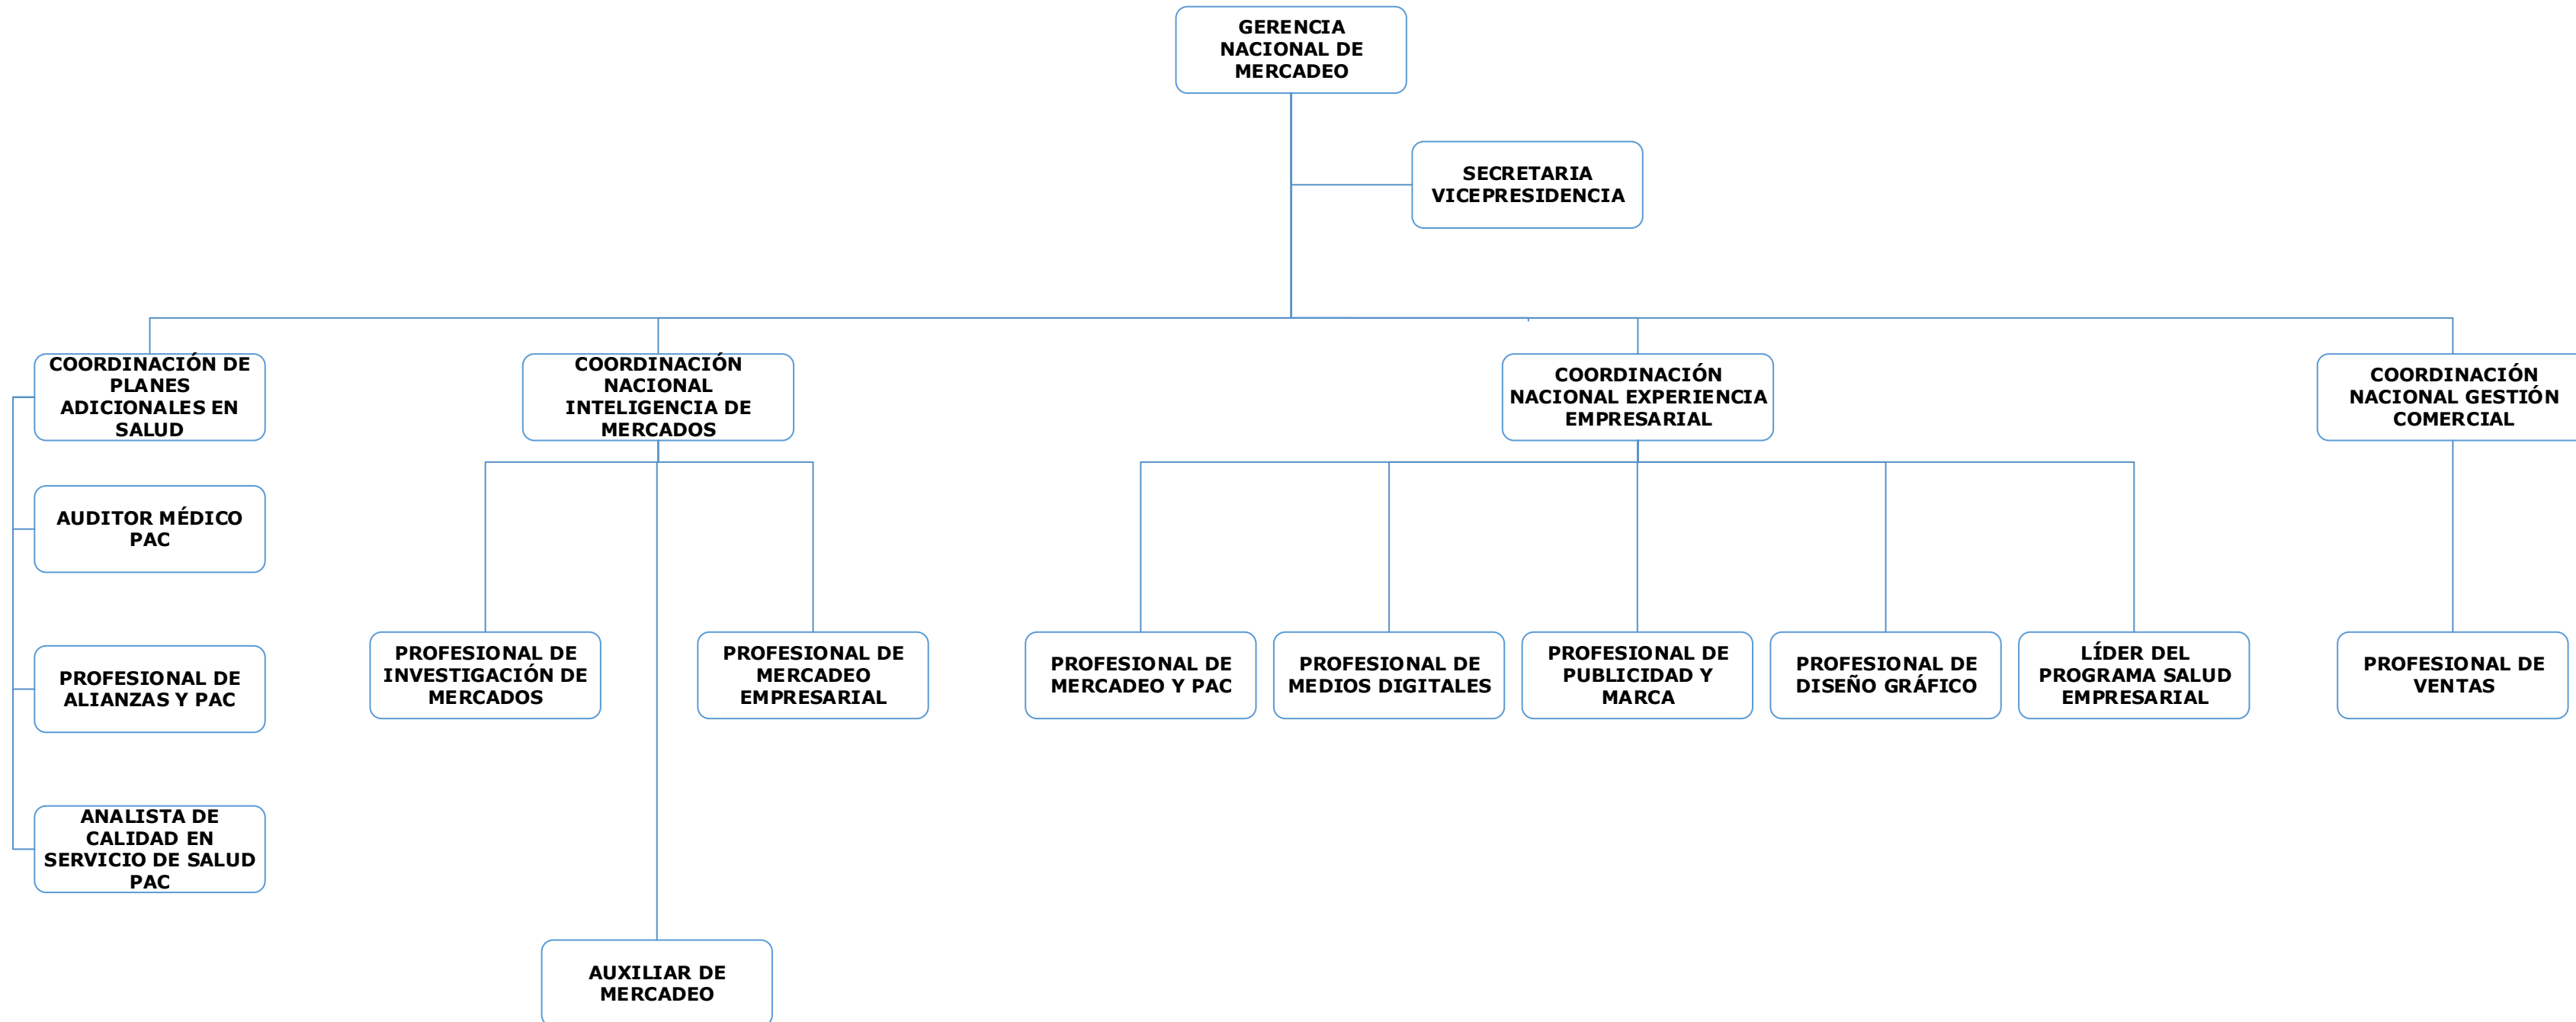 GERENCIA
NACIONAL DE
MERCADEO
SECRETARIA
VICEPRESIDENCIA
COORDINACIÓN DE
PLANES
ADICIONALES EN
SALUD
COORDINACIÓN
NACIONAL
INTELIGENCIA DE
MERCADOS
COORDINACIÓN
NACIONAL EXPERIENCIA
EMPRESARIAL
COORDINACIÓN
NACIONAL GESTIÓN
COMERCIAL
AUDITOR MÉDICO
PAC
PROFESIONAL DE
ALIANZAS Y PAC
ANALISTA DE
CALIDAD EN
SERVICIO DE SALUD
PAC
PROFESIONAL DE
INVESTIGACIÓN DE
MERCADOS
PROFESIONAL DE
MERCADEO
EMPRESARIAL
AUXILIAR DE
MERCADEO
PROFESIONAL DE
MERCADEO Y PAC
PROFESIONAL DE
MEDIOS DIGITALES
PROFESIONAL DE
PUBLICIDAD Y
MARCA
PROFESIONAL DE
DISEÑO GRÁFICO
LÍDER DEL
PROGRAMA SALUD
EMPRESARIAL
PROFESIONAL DE
VENTAS